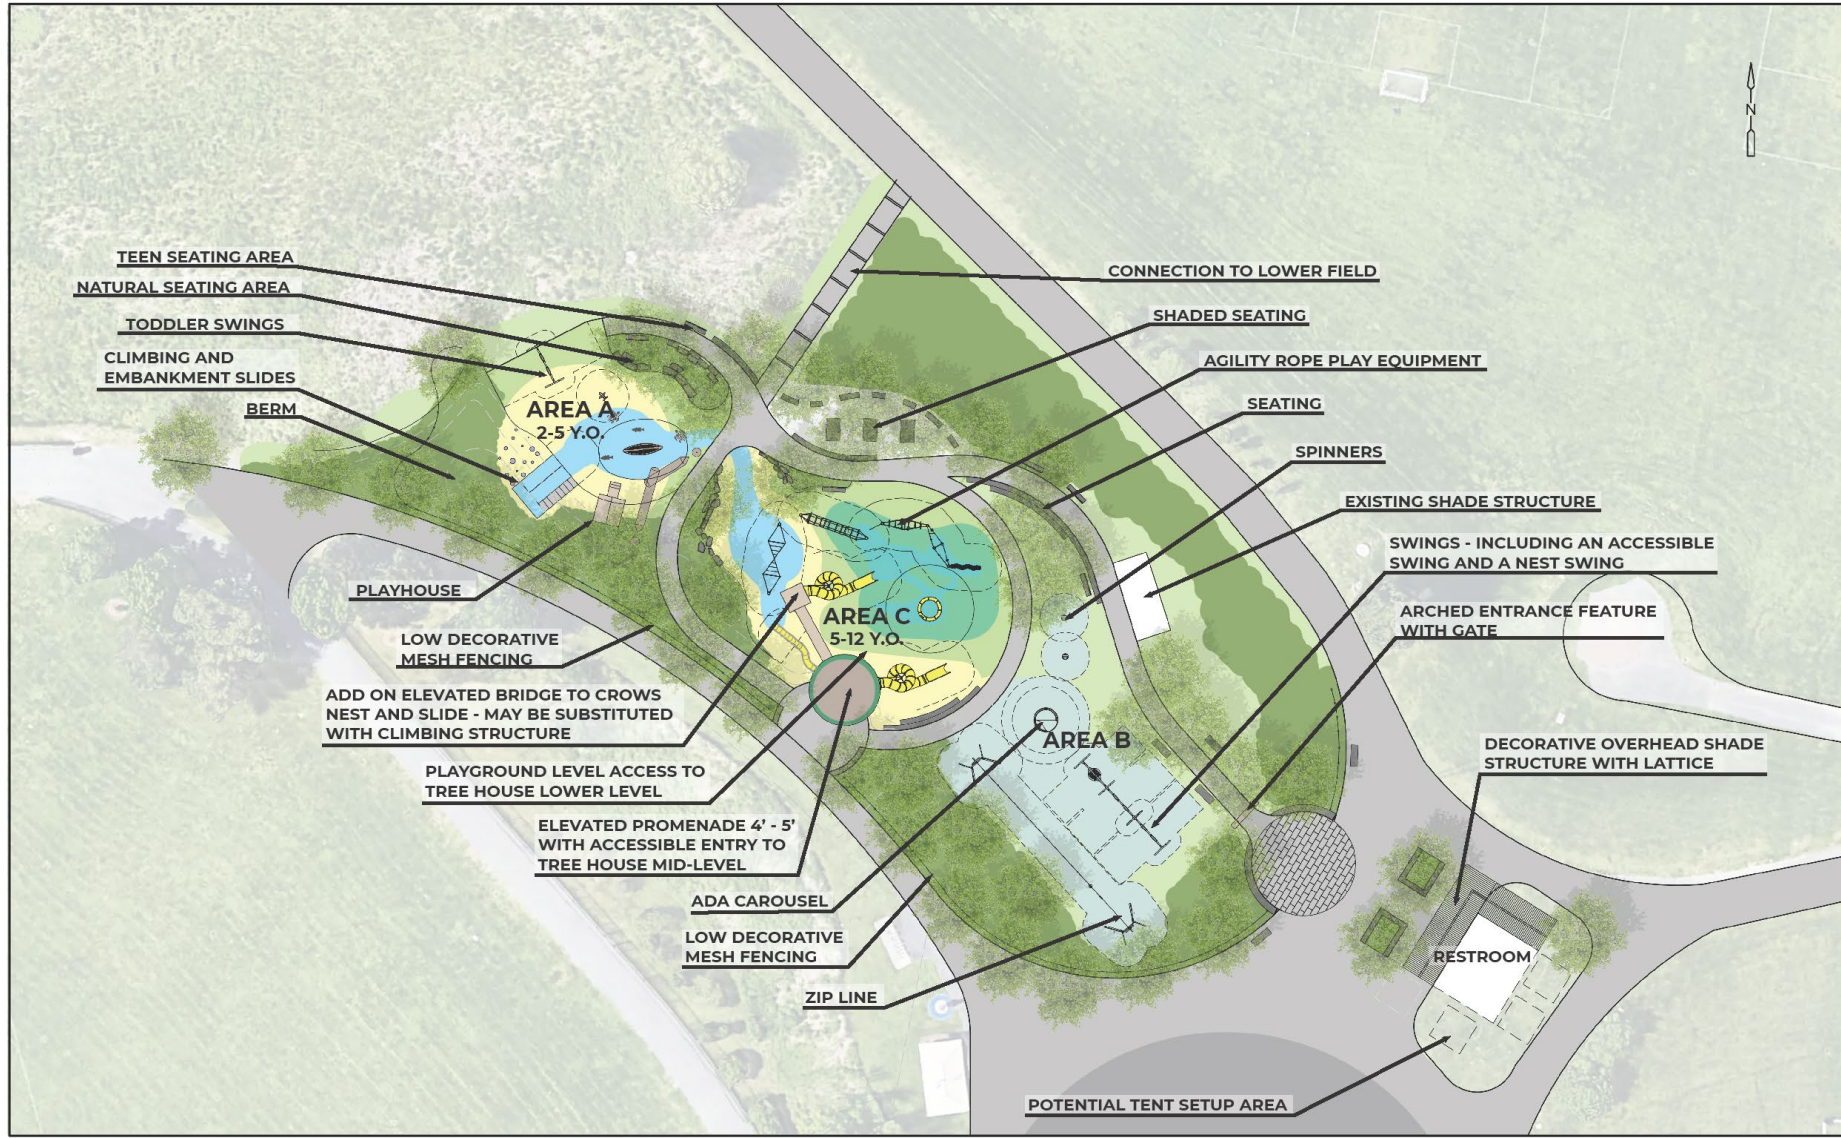 N
TEEN SEATING AREA
NATURAL SEATING AREA
TODDLER SWINGS
CLIMBING AND
EMBANKMENT SLIDES
BERM
AREA A
2-5 Y.O.
PLAYHOUSE
LOW DECORATIVE
MESH FENCING
ADD ON ELEVATED BRIDGE TO CROWS
NEST AND SLIDE - MAY BE SUBSTITUTED
WITH CLIMBING STRUCTURE
PLAYGROUND LEVEL ACCESS TO
TREE HOUSE LOWER LEVEL
ELEVATED PROMENADE 4' - 5'
WITH ACCESSIBLE ENTRY TO
TREE HOUSE MID-LEVEL
ADA CAROUSEL
LOW DECORATIVE
MESH FENCING
ZIP LINE
AREA C
5-12 Y.O.
AREA B
CONNECTION TO LOWER FIELD
SHADED SEATING
AGILITY ROPE PLAY EQUIPMENT
SEATING
SPINNERS
EXISTING SHADE STRUCTURE
SWINGS - INCLUDING AN ACCESSIBLE
SWING AND A NEST SWING
ARCHED ENTRANCE FEATURE
WITH GATE
DECORATIVE OVERHEAD SHADE
STRUCTURE WITH LATTICE
RESTROOM
POTENTIAL TENT SETUP AREA